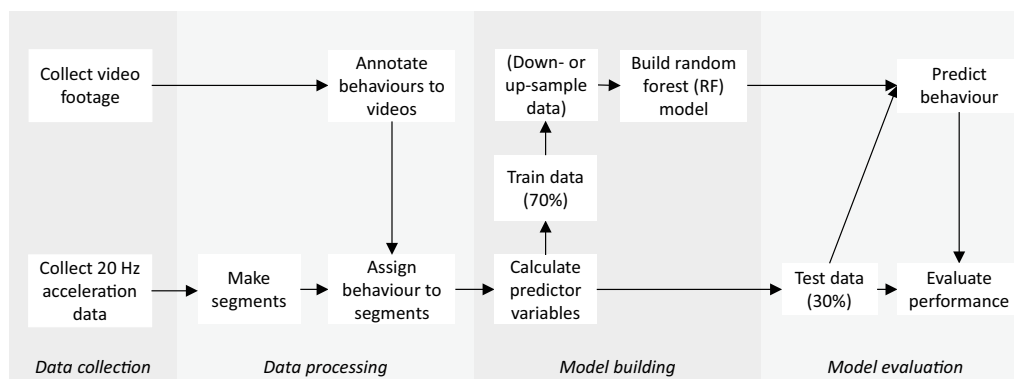 Collect video
footage
Annotate
behaviours to
videos
(Down- or
up-sample
data)
Build random
forest (RF)
model
Predict
behaviour
Train data
(70%)
Collect 20 Hz
acceleration
data
Make
segments
Assign
behaviour to
segments
Calculate
predictor
variables
Test data
(30%)
Evaluate
performance
Data collection
Data processing
Model building
Model evaluation